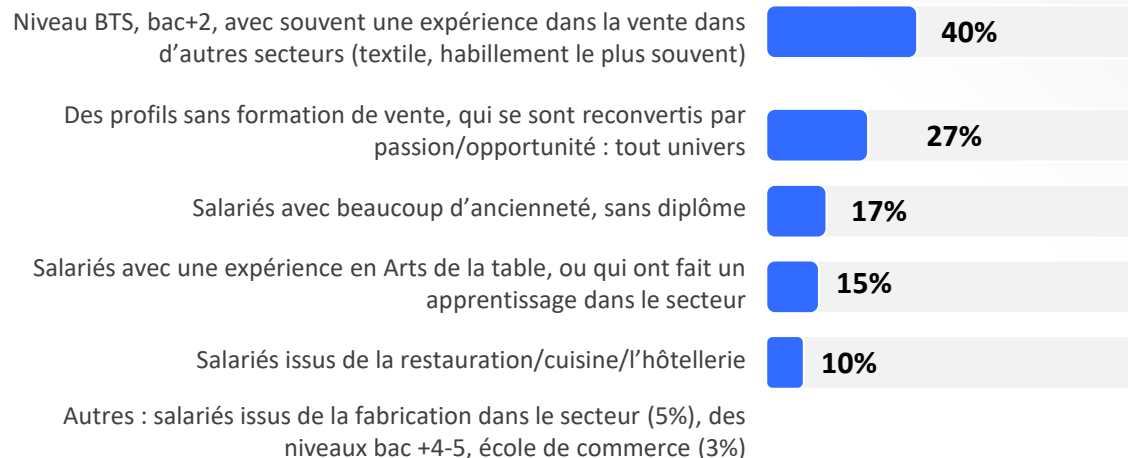 Niveau BTS, bac+2, avec souvent une expérience dans la vente dans
d’autres secteurs (textile, habillement le plus souvent)
40%
Des profils sans formation de vente, qui se sont reconvertis par
passion/opportunité : tout univers
27%
Salariés avec beaucoup d’ancienneté, sans diplôme
17%
Salariés avec une expérience en Arts de la table, ou qui ont fait un
apprentissage dans le secteur
15%
Salariés issus de la restauration/cuisine/l’hôtellerie
10%
Autres : salariés issus de la fabrication dans le secteur (5%), des
niveaux bac +4-5, école de commerce (3%)